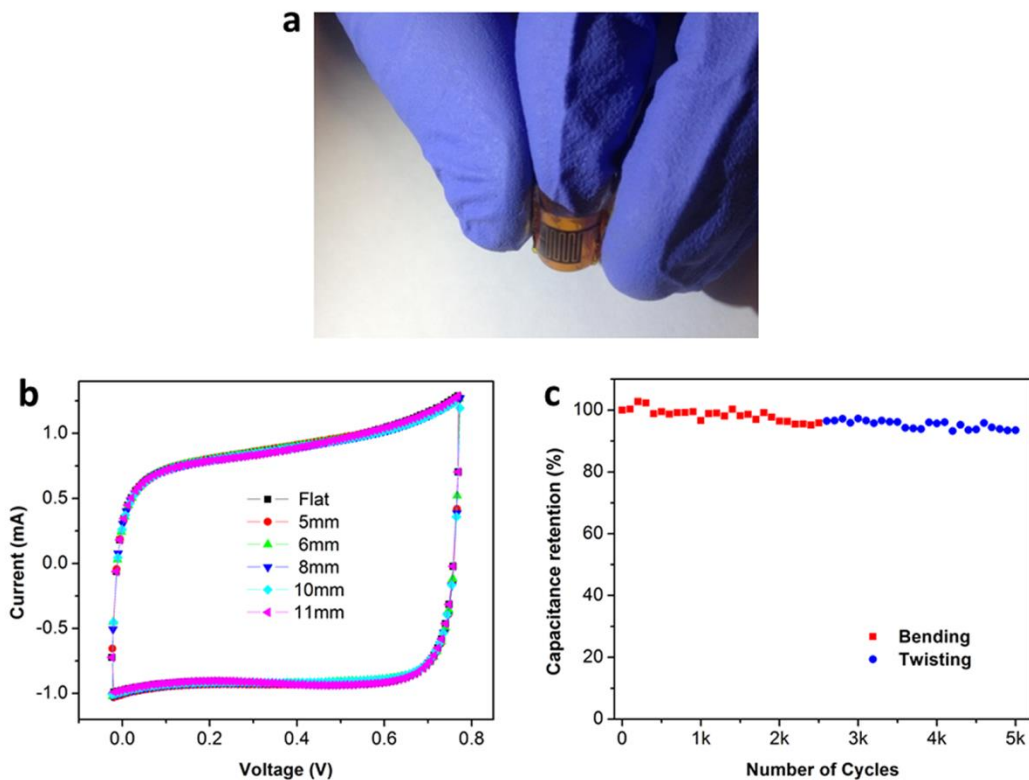 a
b
1.0
0.5
0.0
-0.5
-1.0
Current (mA)
Flat
5mm
6mm
8mm
10mm
11mm
0.0 0.2 0.4 0.6 0.8
Voltage (V)
c
100
80
60
40
20
0
Capacitance retention (%)
Bending
Twisting
0 1k 2k 3k 4k 5k
Number of Cycles